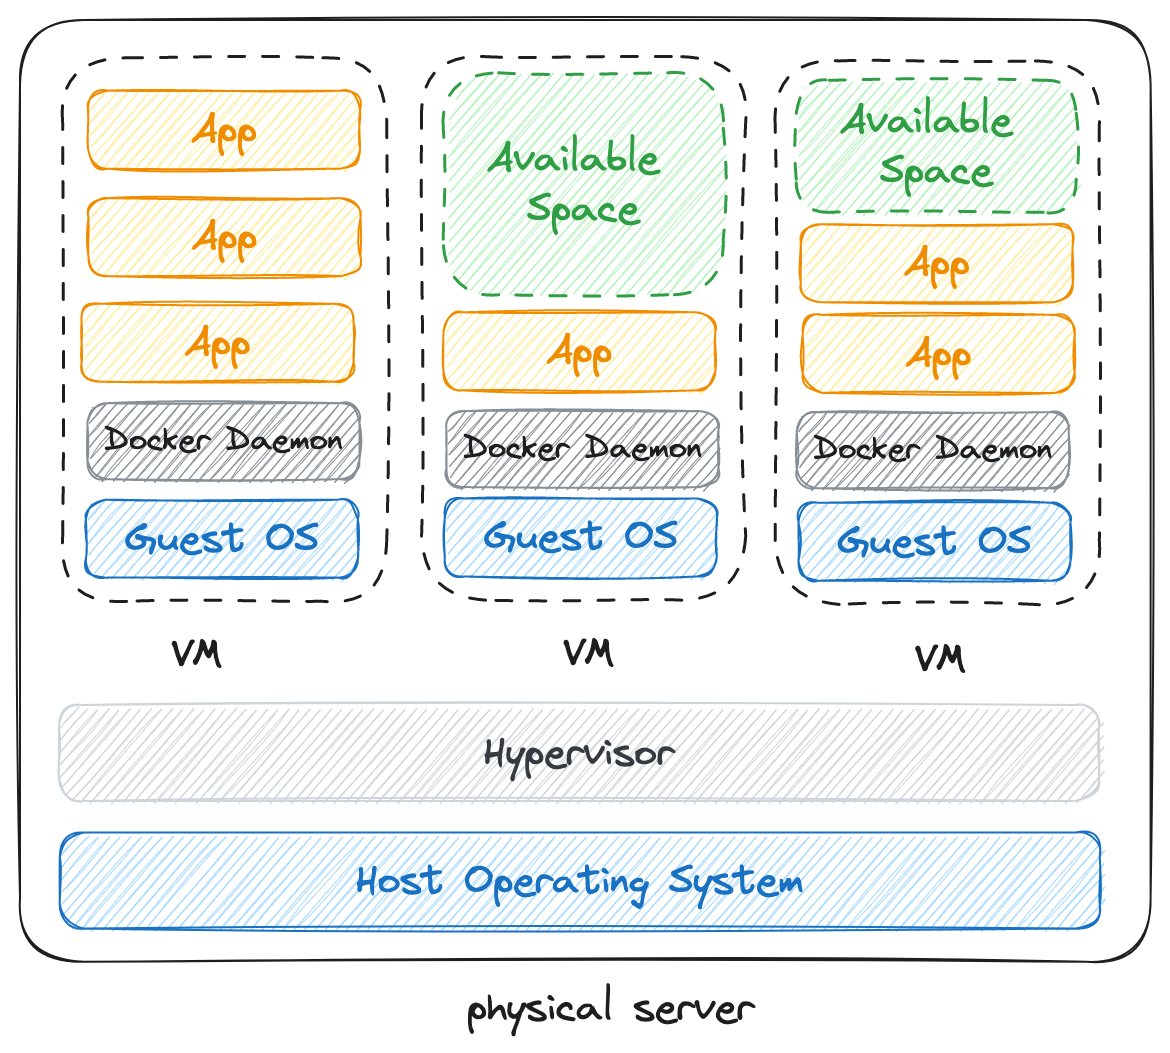 App
App
App
Docker Daemon
Guest OS
VM
Available
Space
App
Docker Daemon
Guest OS
VM
Available
Space
App
App
Docker Daemon
Guest OS
VM
Hypervisor
Host Operating System
physical server